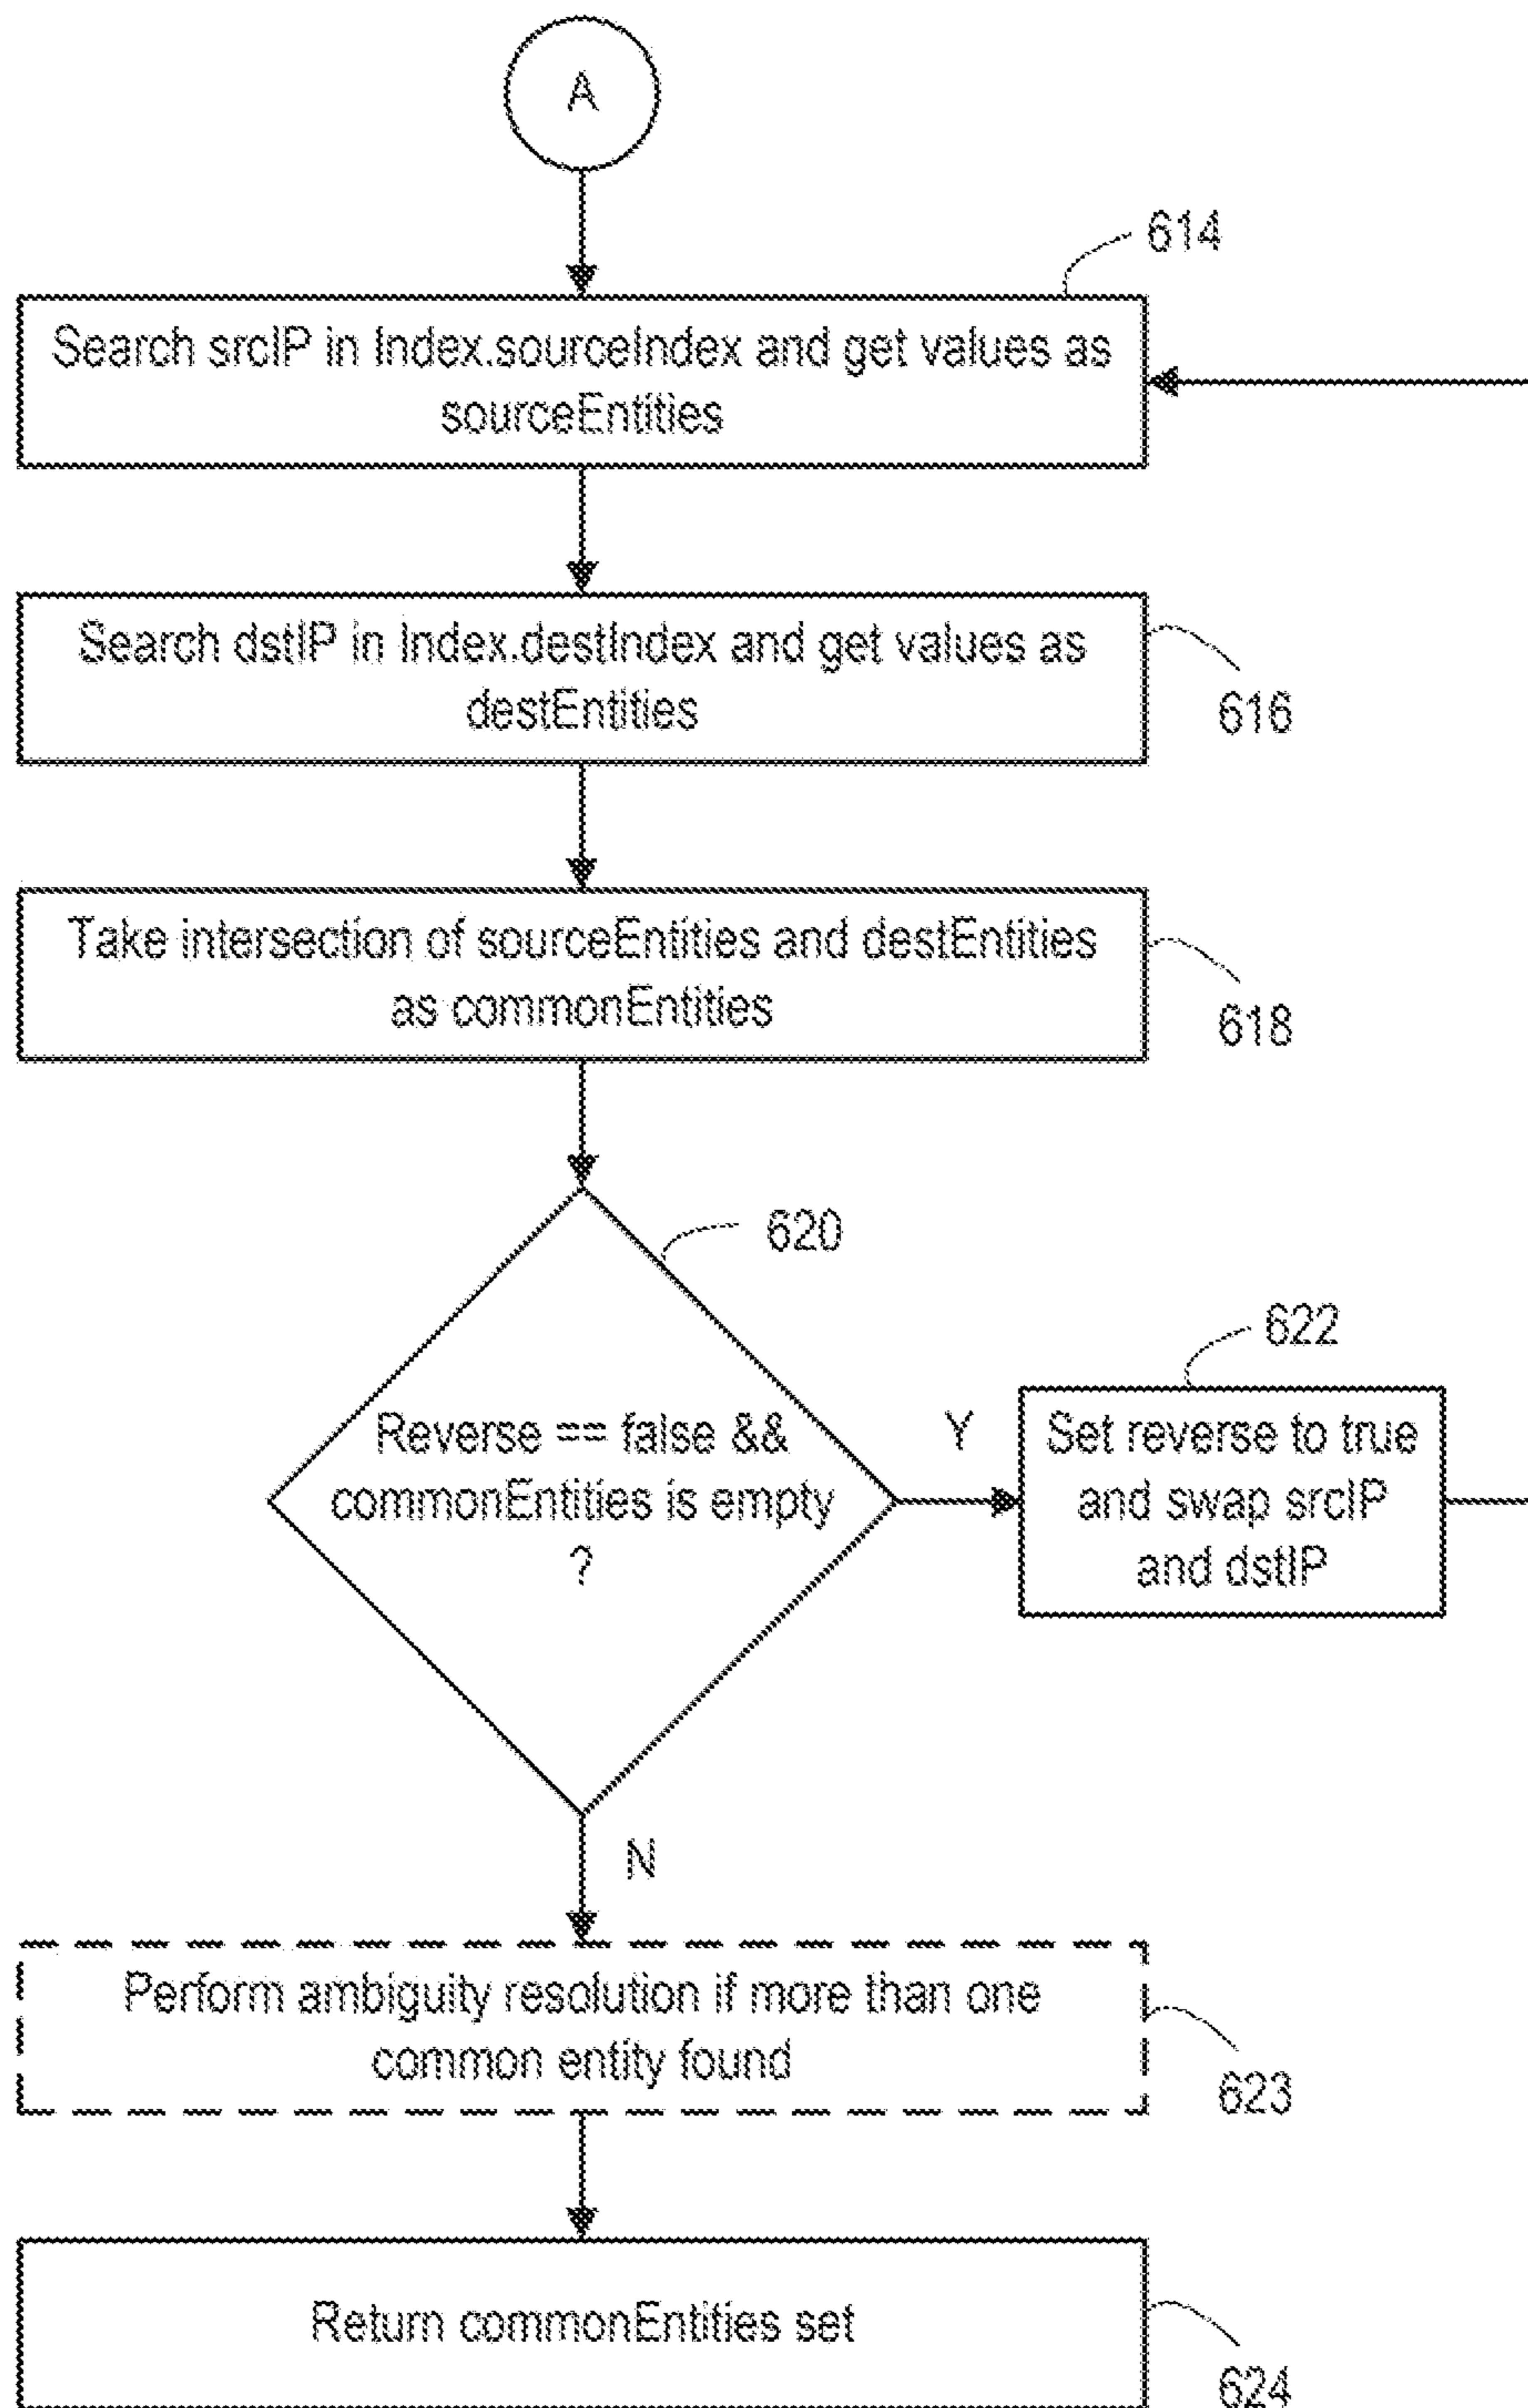 A
614
Search srcIP in Index.sourceIndex and get values as
sourceEntities
Search dstIP in Index.destIndex and get values as
destEntities
616
Take intersection of sourceEntities and destEntities
as commonEntities
618
620
Reverse == false &&
commonEntities is empty
?
Y
622
Set reverse to true
and swap srcIP
and dstIP
N
Perform ambiguity resolution if more than one
common entity found
623
Return commonEntities set
624